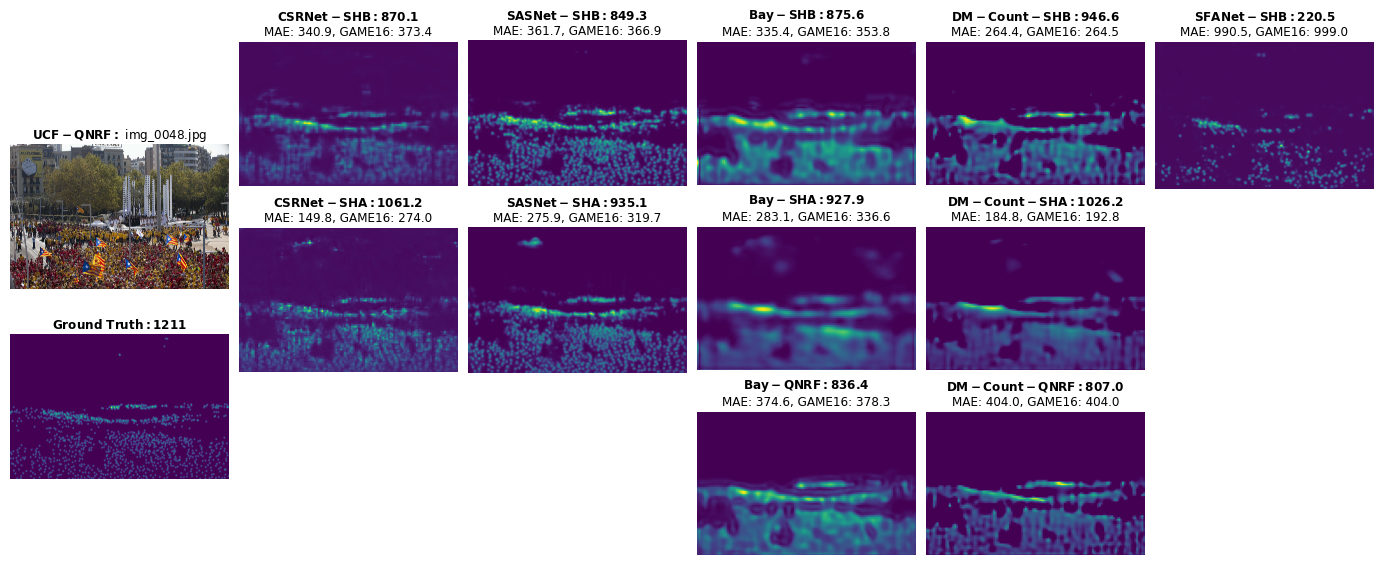 CSRNet − SHB : 870.1
MAE: 340.9, GAME16: 373.4
SASNet − SHB : 849.3
MAE: 361.7, GAME16: 366.9
Bay − SHB : 875.6
MAE: 335.4, GAME16: 353.8
DM − Count − SHB : 946.6
MAE: 264.4, GAME16: 264.5
SFANet − SHB : 220.5
MAE: 990.5, GAME16: 999.0
UCF − QNRF : img_0048.jpg
CSRNet − SHA : 1061.2
MAE: 149.8, GAME16: 274.0
SASNet − SHA : 935.1
MAE: 275.9, GAME16: 319.7
Bay − SHA : 927.9
MAE: 283.1, GAME16: 336.6
DM − Count − SHA : 1026.2
MAE: 184.8, GAME16: 192.8
Ground Truth : 1211
Bay − QNRF : 836.4
MAE: 374.6, GAME16: 378.3
DM − Count − QNRF : 807.0
MAE: 404.0, GAME16: 404.0